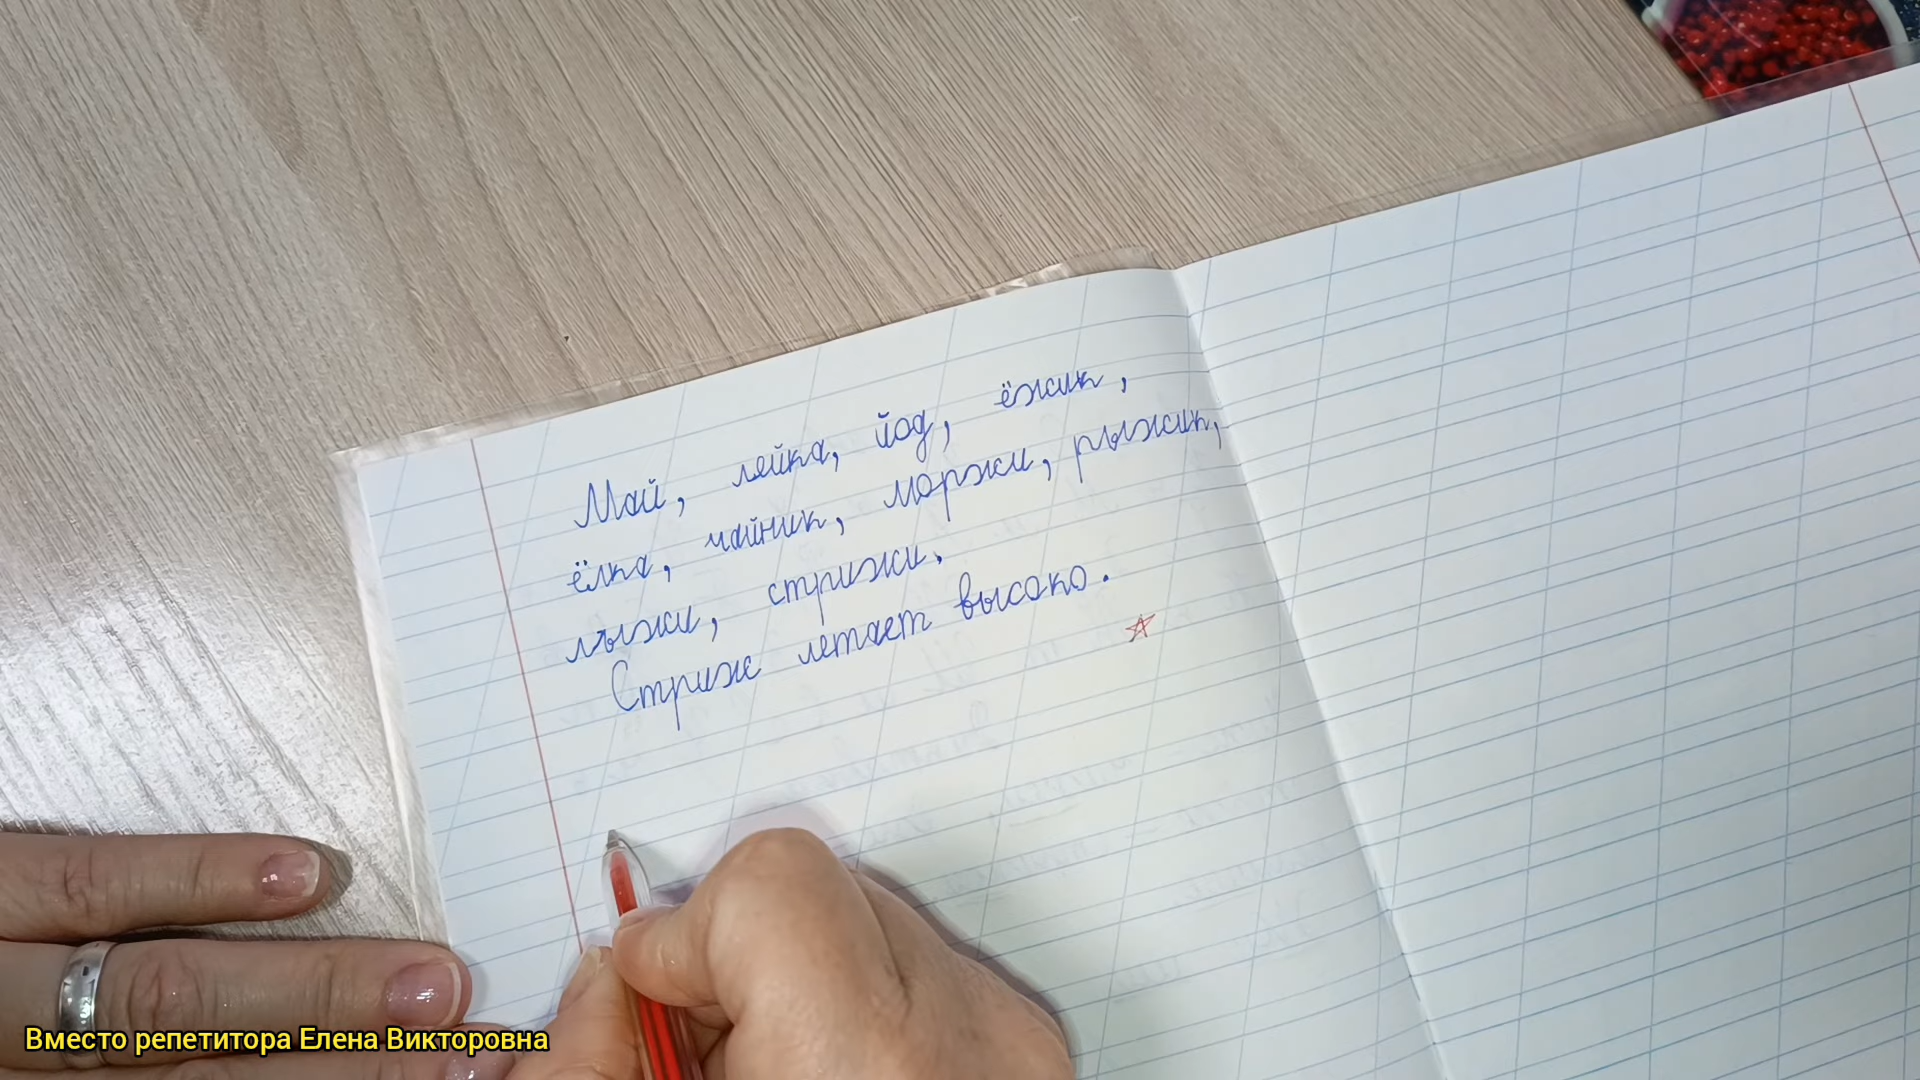 Май, лейка, йод, ёжик,
ёлка, чайник, моржи, рыжик,
лыжи, стрижи.
Стриж летает высоко.
Вместо репетитора Елена Викторовна